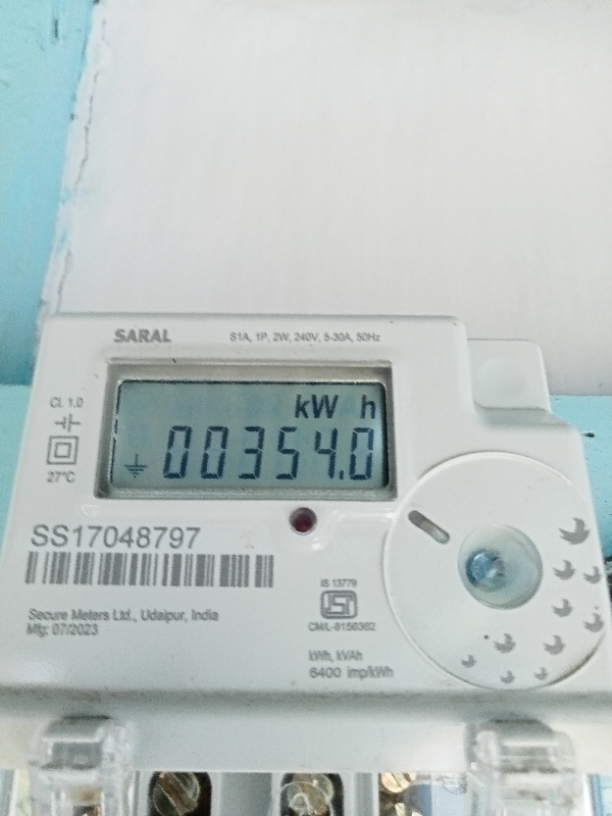 SARAL
S1A, 1P, 2W, 240V, 5-30A, 50Hz
CL 1.0
kW h
00354.0
27°C
SS17048797
Secure Meters Ltd., Udaipur, India
Mfg: 07/2023
IS 13779
ISI
CM/L-8156362
kWh, kVAh
6400 imp/kWh